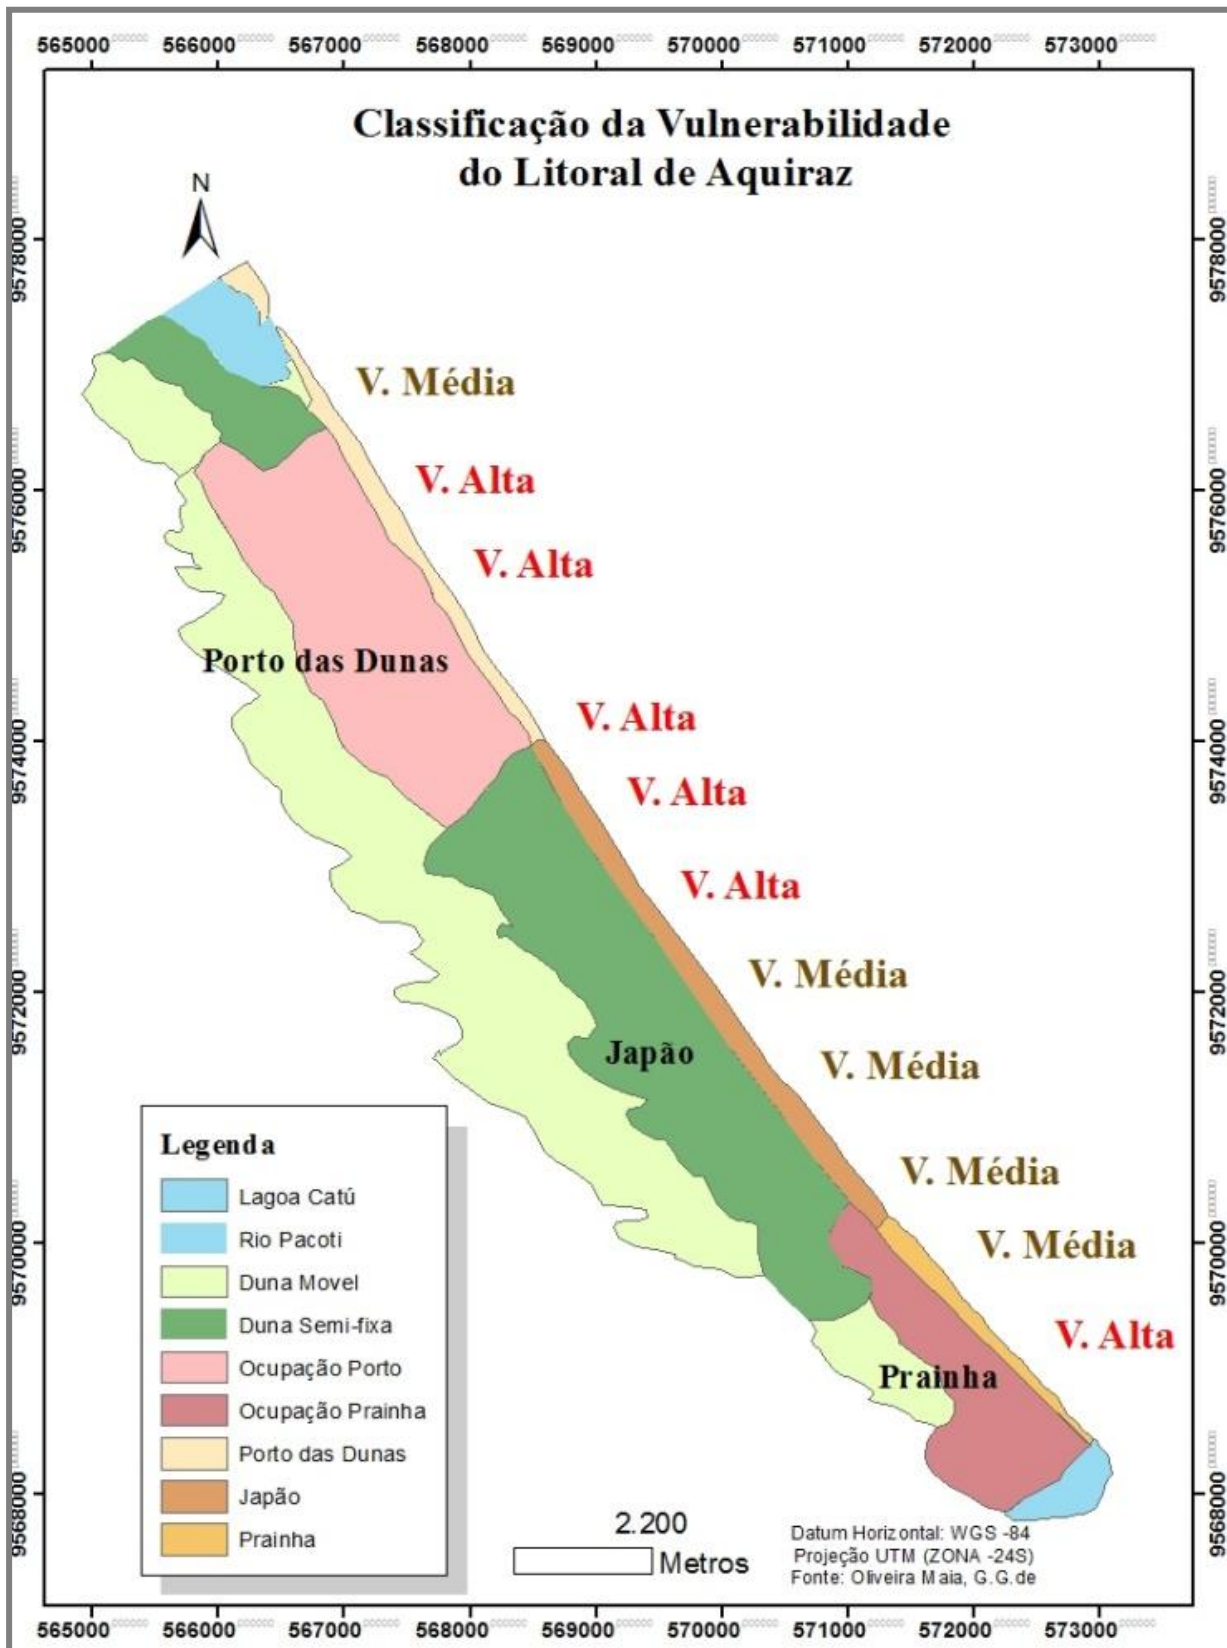 565000 566000 567000 568000 569000 570000 571000 572000 573000
Classificação da Vulnerabilidade
do Litoral de Aquiraz
N
9578000 9578000
V. Média
V. Alta
9576000 9576000
V. Alta
Porto das Dunas
V. Alta
9574000 9574000
V. Alta
V. Alta
V. Média
9572000 9572000
Japão
V. Média
V. Média
V. Média
9570000 9570000
V. Alta
Prainha
9568000 9568000
Legenda
Lagoa Catú
Rio Pacoti
Duna Movel
Duna Semi-fixa
Ocupação Porto
Ocupação Prainha
Porto das Dunas
Japão
Prainha
2.200
Metros
Datum Horizontal: WGS -84
Projeção UTM (ZONA -24S)
Fonte: Oliveira Maia, G.G.de
565000 566000 567000 568000 569000 570000 571000 572000 573000